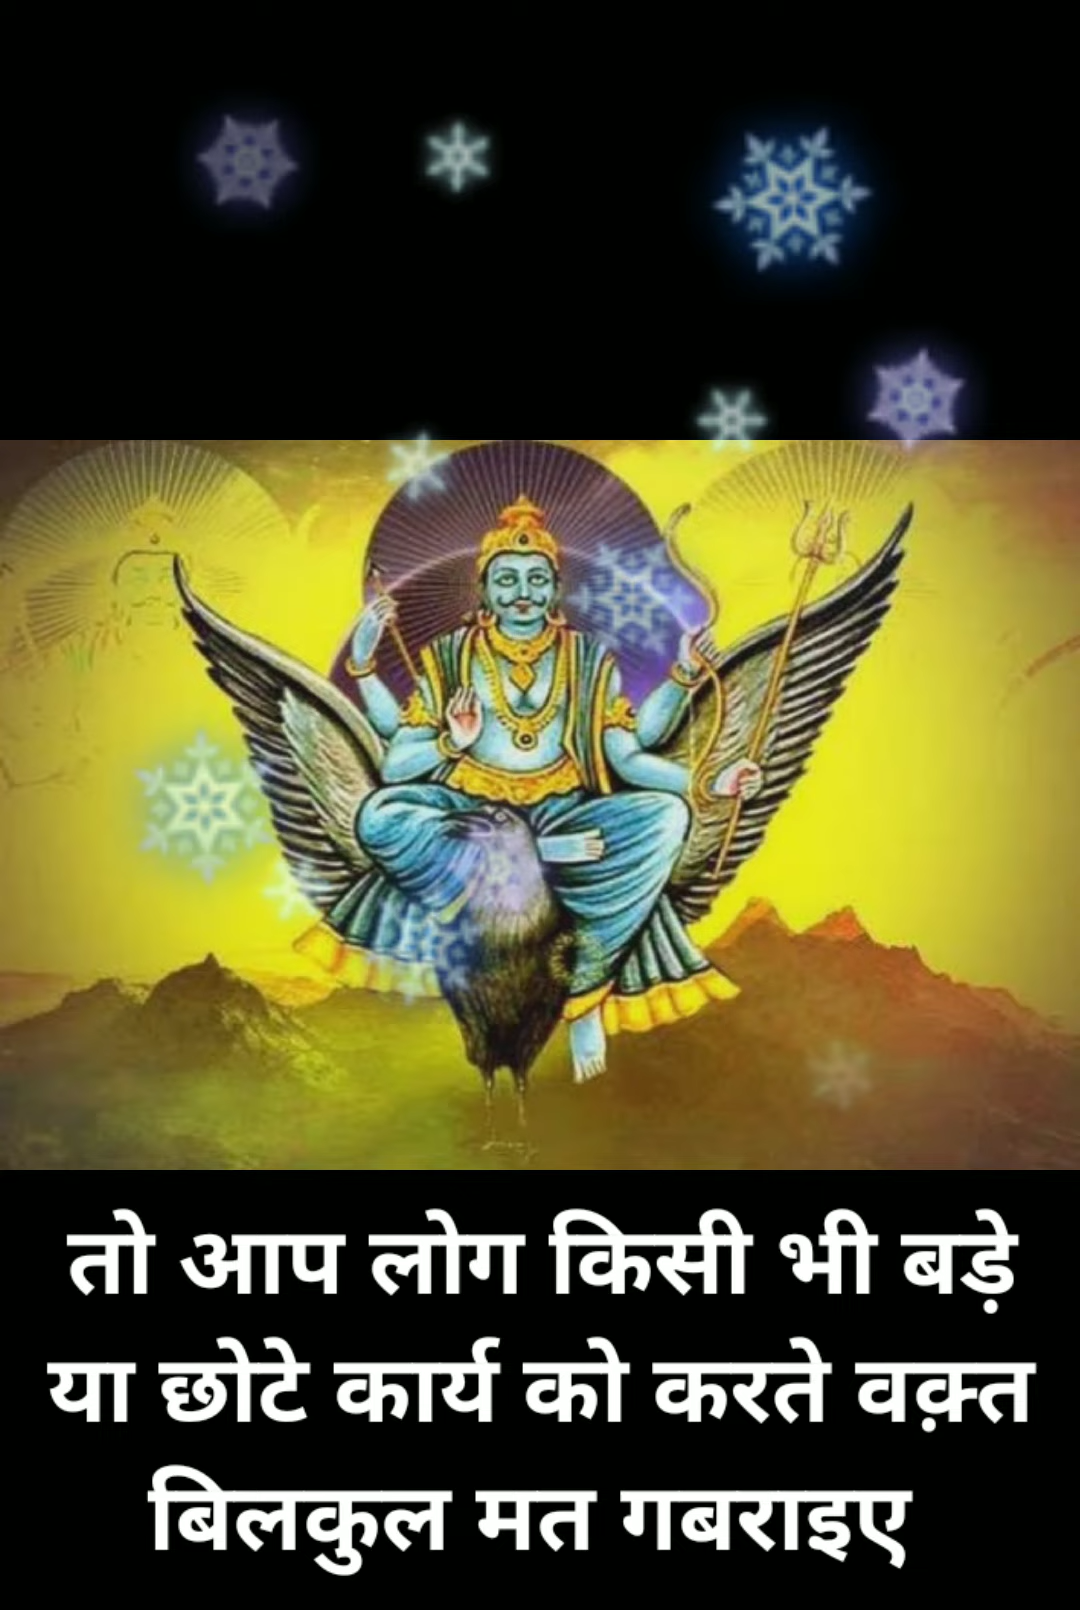 तो आप लोग किसी भी बड़े
या छोटे कार्य को करते वक़्त
बिलकुल मत गबराइए